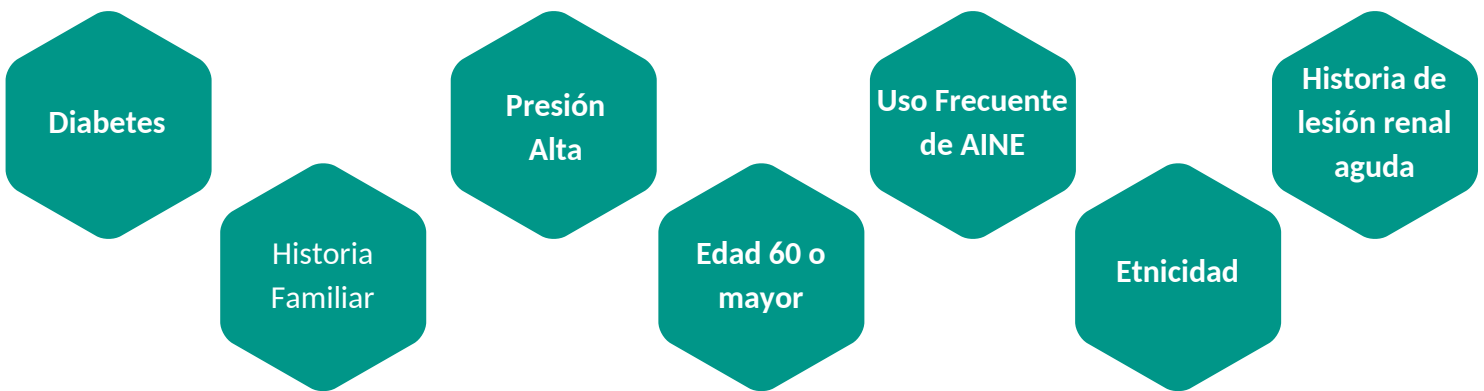 Diabetes
Historia
Familiar
Presión
Alta
Edad 60 o
mayor
Uso Frecuente
de AINE
Etnicidad
Historia de
lesión renal
aguda